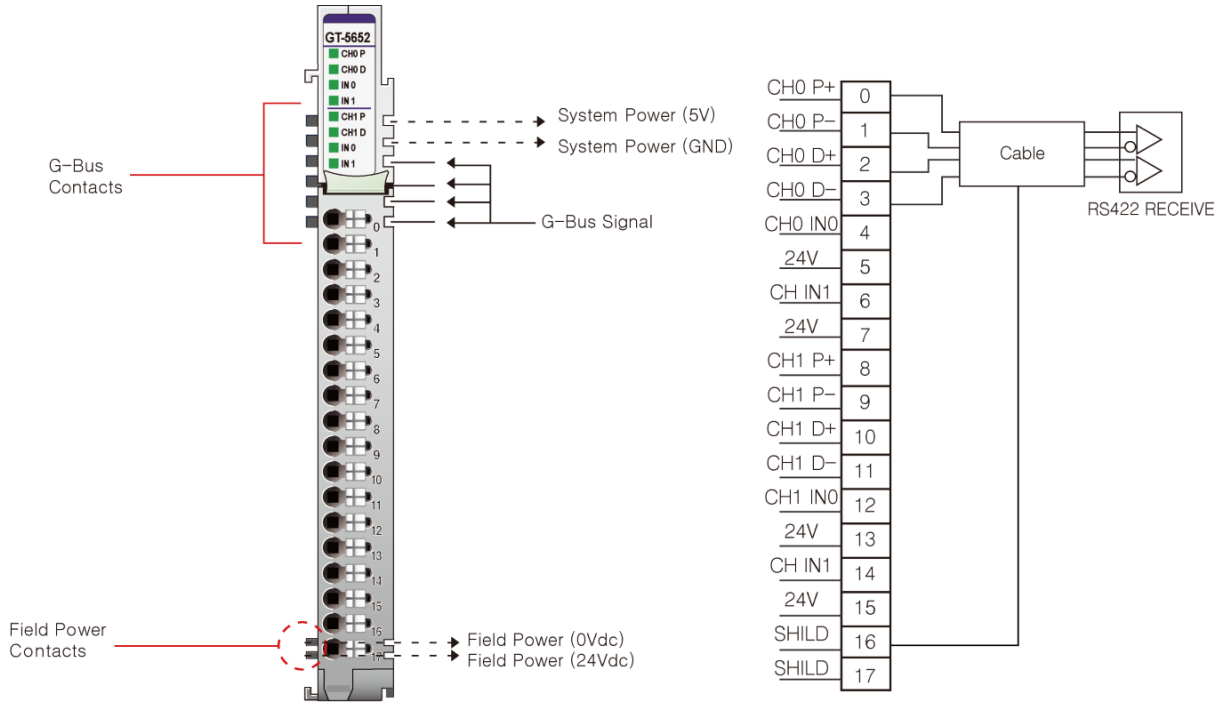 GT-5652
CH0 P
CH0 D
IN 0
IN 1
CH1 P
CH1 D
IN 0
IN 1
G-Bus
Contacts
System Power (5V)
System Power (GND)
G-Bus Signal
0
1
2
3
4
5
6
7
8
9
10
11
12
13
14
15
16
17
Field Power
Contacts
Field Power (0Vdc)
Field Power (24Vdc)
CH0 P+ 0
CH0 P- 1
CH0 D+ 2
CH0 D- 3
CH0 IN0 4
24V 5
CH IN1 6
24V 7
CH1 P+ 8
CH1 P- 9
CH1 D+ 10
CH1 D- 11
CH1 IN0 12
24V 13
CH IN1 14
24V 15
SHILD 16
SHILD 17
Cable
RS422 RECEIVE